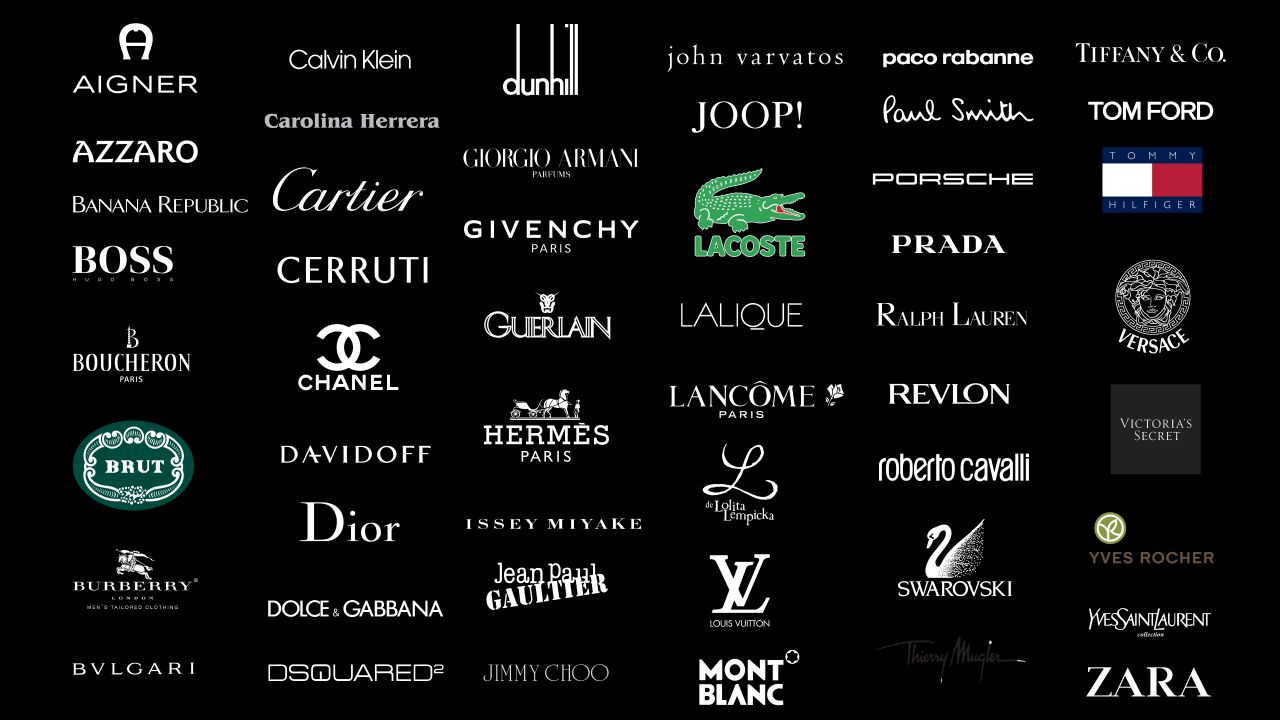 AIGNER
AZZARO
BANANA REPUBLIC
BOSS
HUGO BOSS
B
BOUCHERON
PARIS
BRUT
BURBERRY®
LONDON
MEN'S TAILORED CLOTHING
BVLGARI
Calvin Klein
Carolina Herrera
Cartier
CERRUTI
CHANEL
DAVIDOFF
Dior
DOLCE & GABBANA
DSQUARED2
dunhill
GIORGIO ARMANI
PARFUMS
GIVENCHY
PARIS
GUERLAIN
HERMÈS
PARIS
ISSEY MIYAKE
Jean Paul
GAULTIER
JIMMY CHOO
john varvatos
JOOP!
LACOSTE
LALIQUE
LANCÔME
PARIS
L
de Lolita
Lempicka
LV
LOUIS VUITTON
MONT
BLANC
paco rabanne
Paul Smith
PORSCHE
PRADA
RALPH LAUREN
REVLON
roberto cavalli
SWAROVSKI
Thierry Mugler
TIFFANY & CO.
TOM FORD
TOMMY
HILFIGER
VERSACE
VICTORIA'S
SECRET
YVES ROCHER
YVESSAINTLAURENT
collection
ZARA